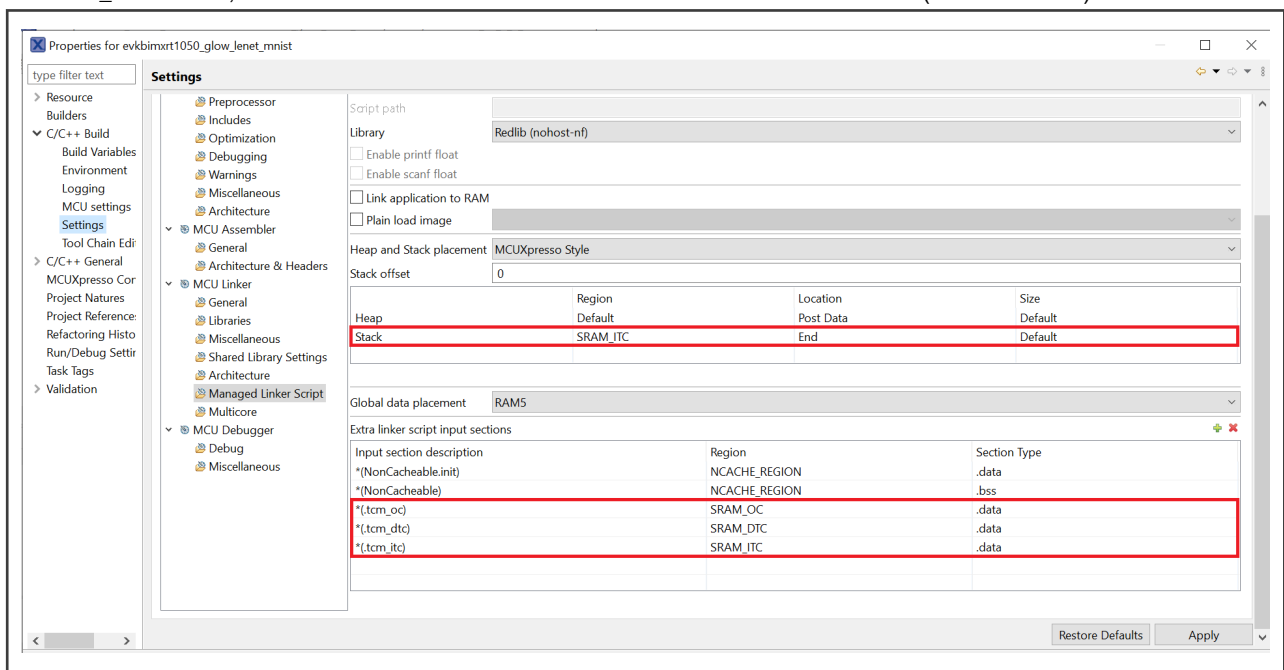 Properties for evkbimxrt1050_glow_lenet_mnist
type filter text
Resource
Builders
C/C++ Build
Build Variables
Environment
Logging
MCU settings
Settings
Tool Chain Edi
C/C++ General
MCUXpresso Cor
Project Natures
Project Reference
Refactoring Histo
Run/Debug Settin
Task Tags
Validation
Settings
Preprocessor
Includes
Optimization
Debugging
Warnings
Miscellaneous
Architecture
MCU Assembler
General
Architecture & Headers
MCU Linker
General
Libraries
Miscellaneous
Shared Library Settings
Architecture
Managed Linker Script
Multicore
MCU Debugger
Debug
Miscellaneous
Script path
Library Redlib (nohost-nf)
Enable printf float
Enable scanf float
Link application to RAM
Plain load image
Heap and Stack placement MCUXpresso Style
Stack offset 0
Region Location Size
Heap Default Post Data Default
Stack SRAM_ITC End Default
Global data placement RAM5
Extra linker script input sections
Input section description Region Section Type
*(NonCacheable.init) NCACHE_REGION .data
*(NonCacheable) NCACHE_REGION .bss
*(.tcm_oc) SRAM_OC .data
*(.tcm_dtc) SRAM_DTC .data
*(.tcm_itc) SRAM_ITC .data
Restore Defaults Apply